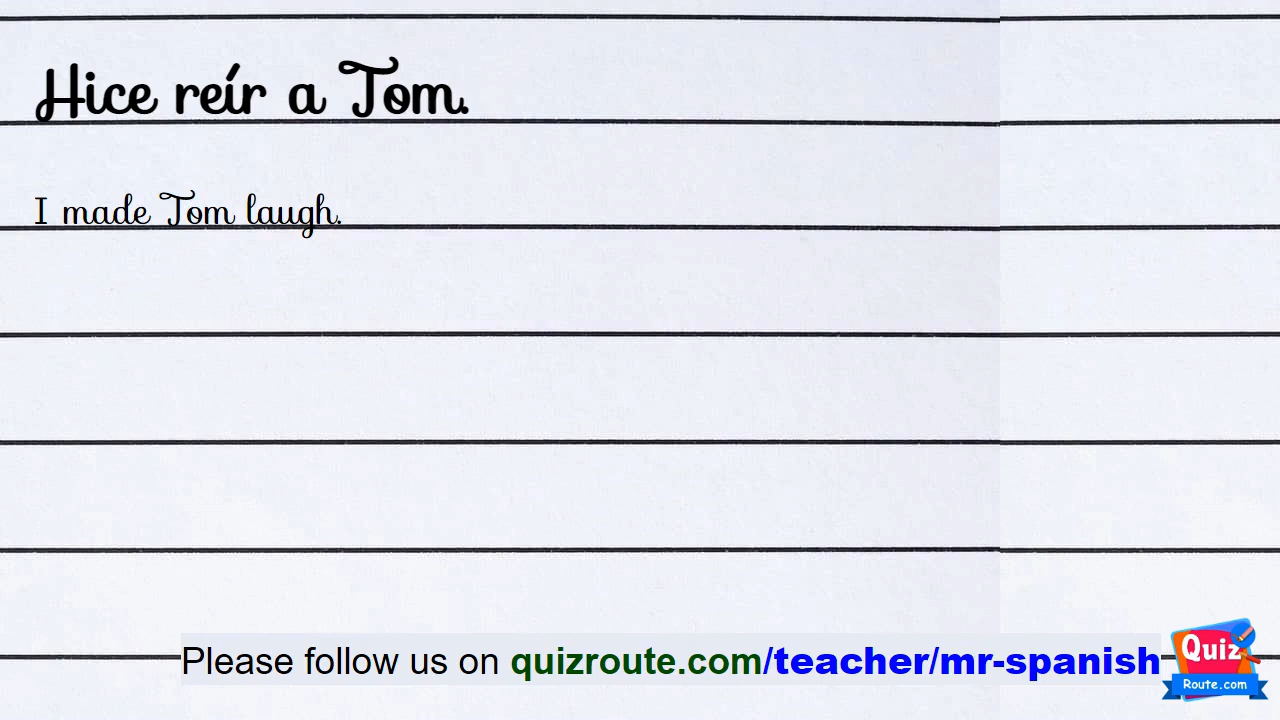 Hice reír a Tom.
I made Tom laugh.
Please follow us on quizroute.com/teacher/mr-spanish
Quiz
Route.com